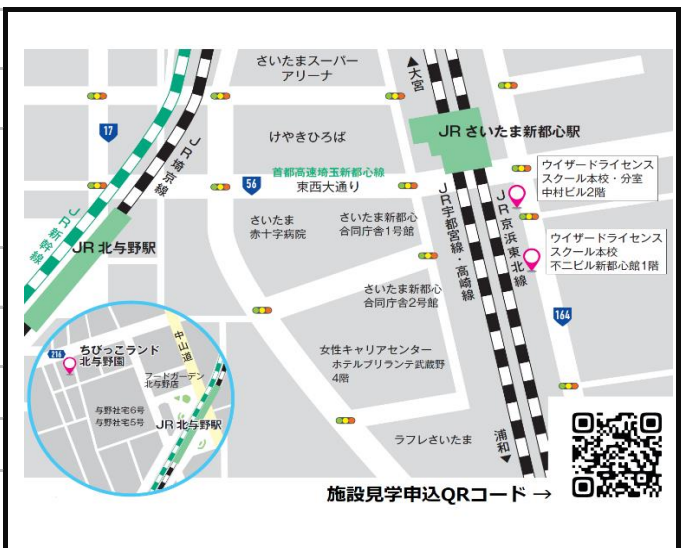 さいたまスーパー
アリーナ
▲大宮
17
JR埼京線
けやきひろば
JR さいたま新都心駅
首都高速埼玉新都心線
56
東西大通り
ウイザードライセンス
スクール本校・分室
中村ビル2階
JR新幹線
JR 北与野駅
さいたま
赤十字病院
さいたま新都心
合同庁舎1号館
JR宇都宮線・高崎線
JR京浜東北線
ウイザードライセンス
スクール本校
不二ビル新都心館1階
さいたま新都心
合同庁舎2号館
164
216
ちびっこランド
北与野園
中山道
フードガーデン
北与野店
与野社宅6号
与野社宅5号
JR 北与野駅
女性キャリアセンター
ホテルブリランテ武蔵野
4階
ラフレさいたま
浦和▼
施設見学申込QRコード →